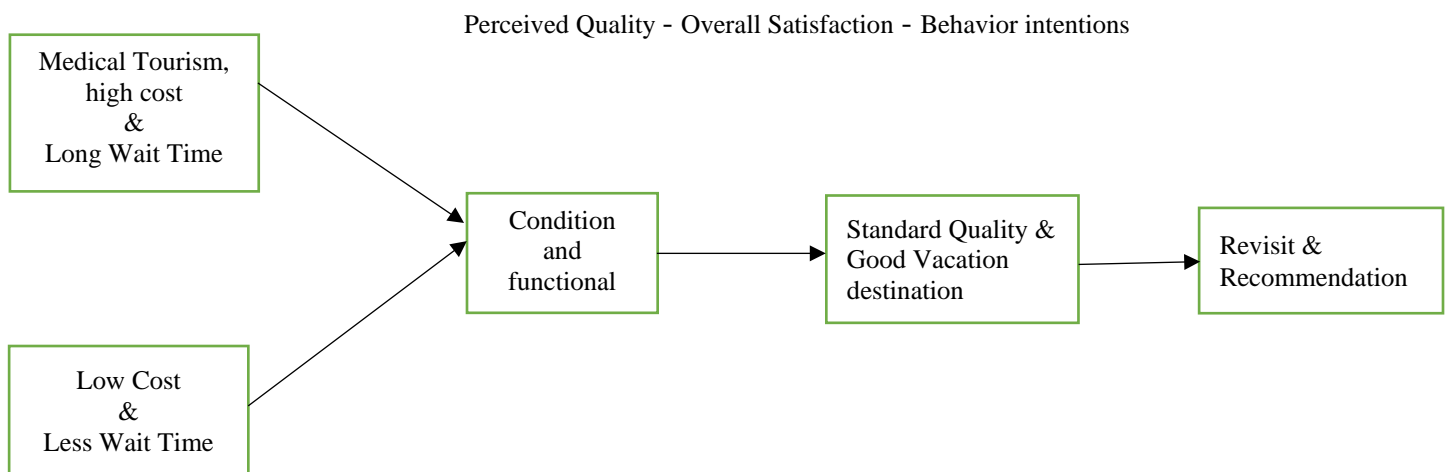 Perceived Quality - Overall Satisfaction - Behavior intentions
Medical Tourism,
high cost
&
Long Wait Time
Condition
and
functional
Standard Quality &
Good Vacation
destination
Revisit &
Recommendation
Low Cost
&
Less Wait Time